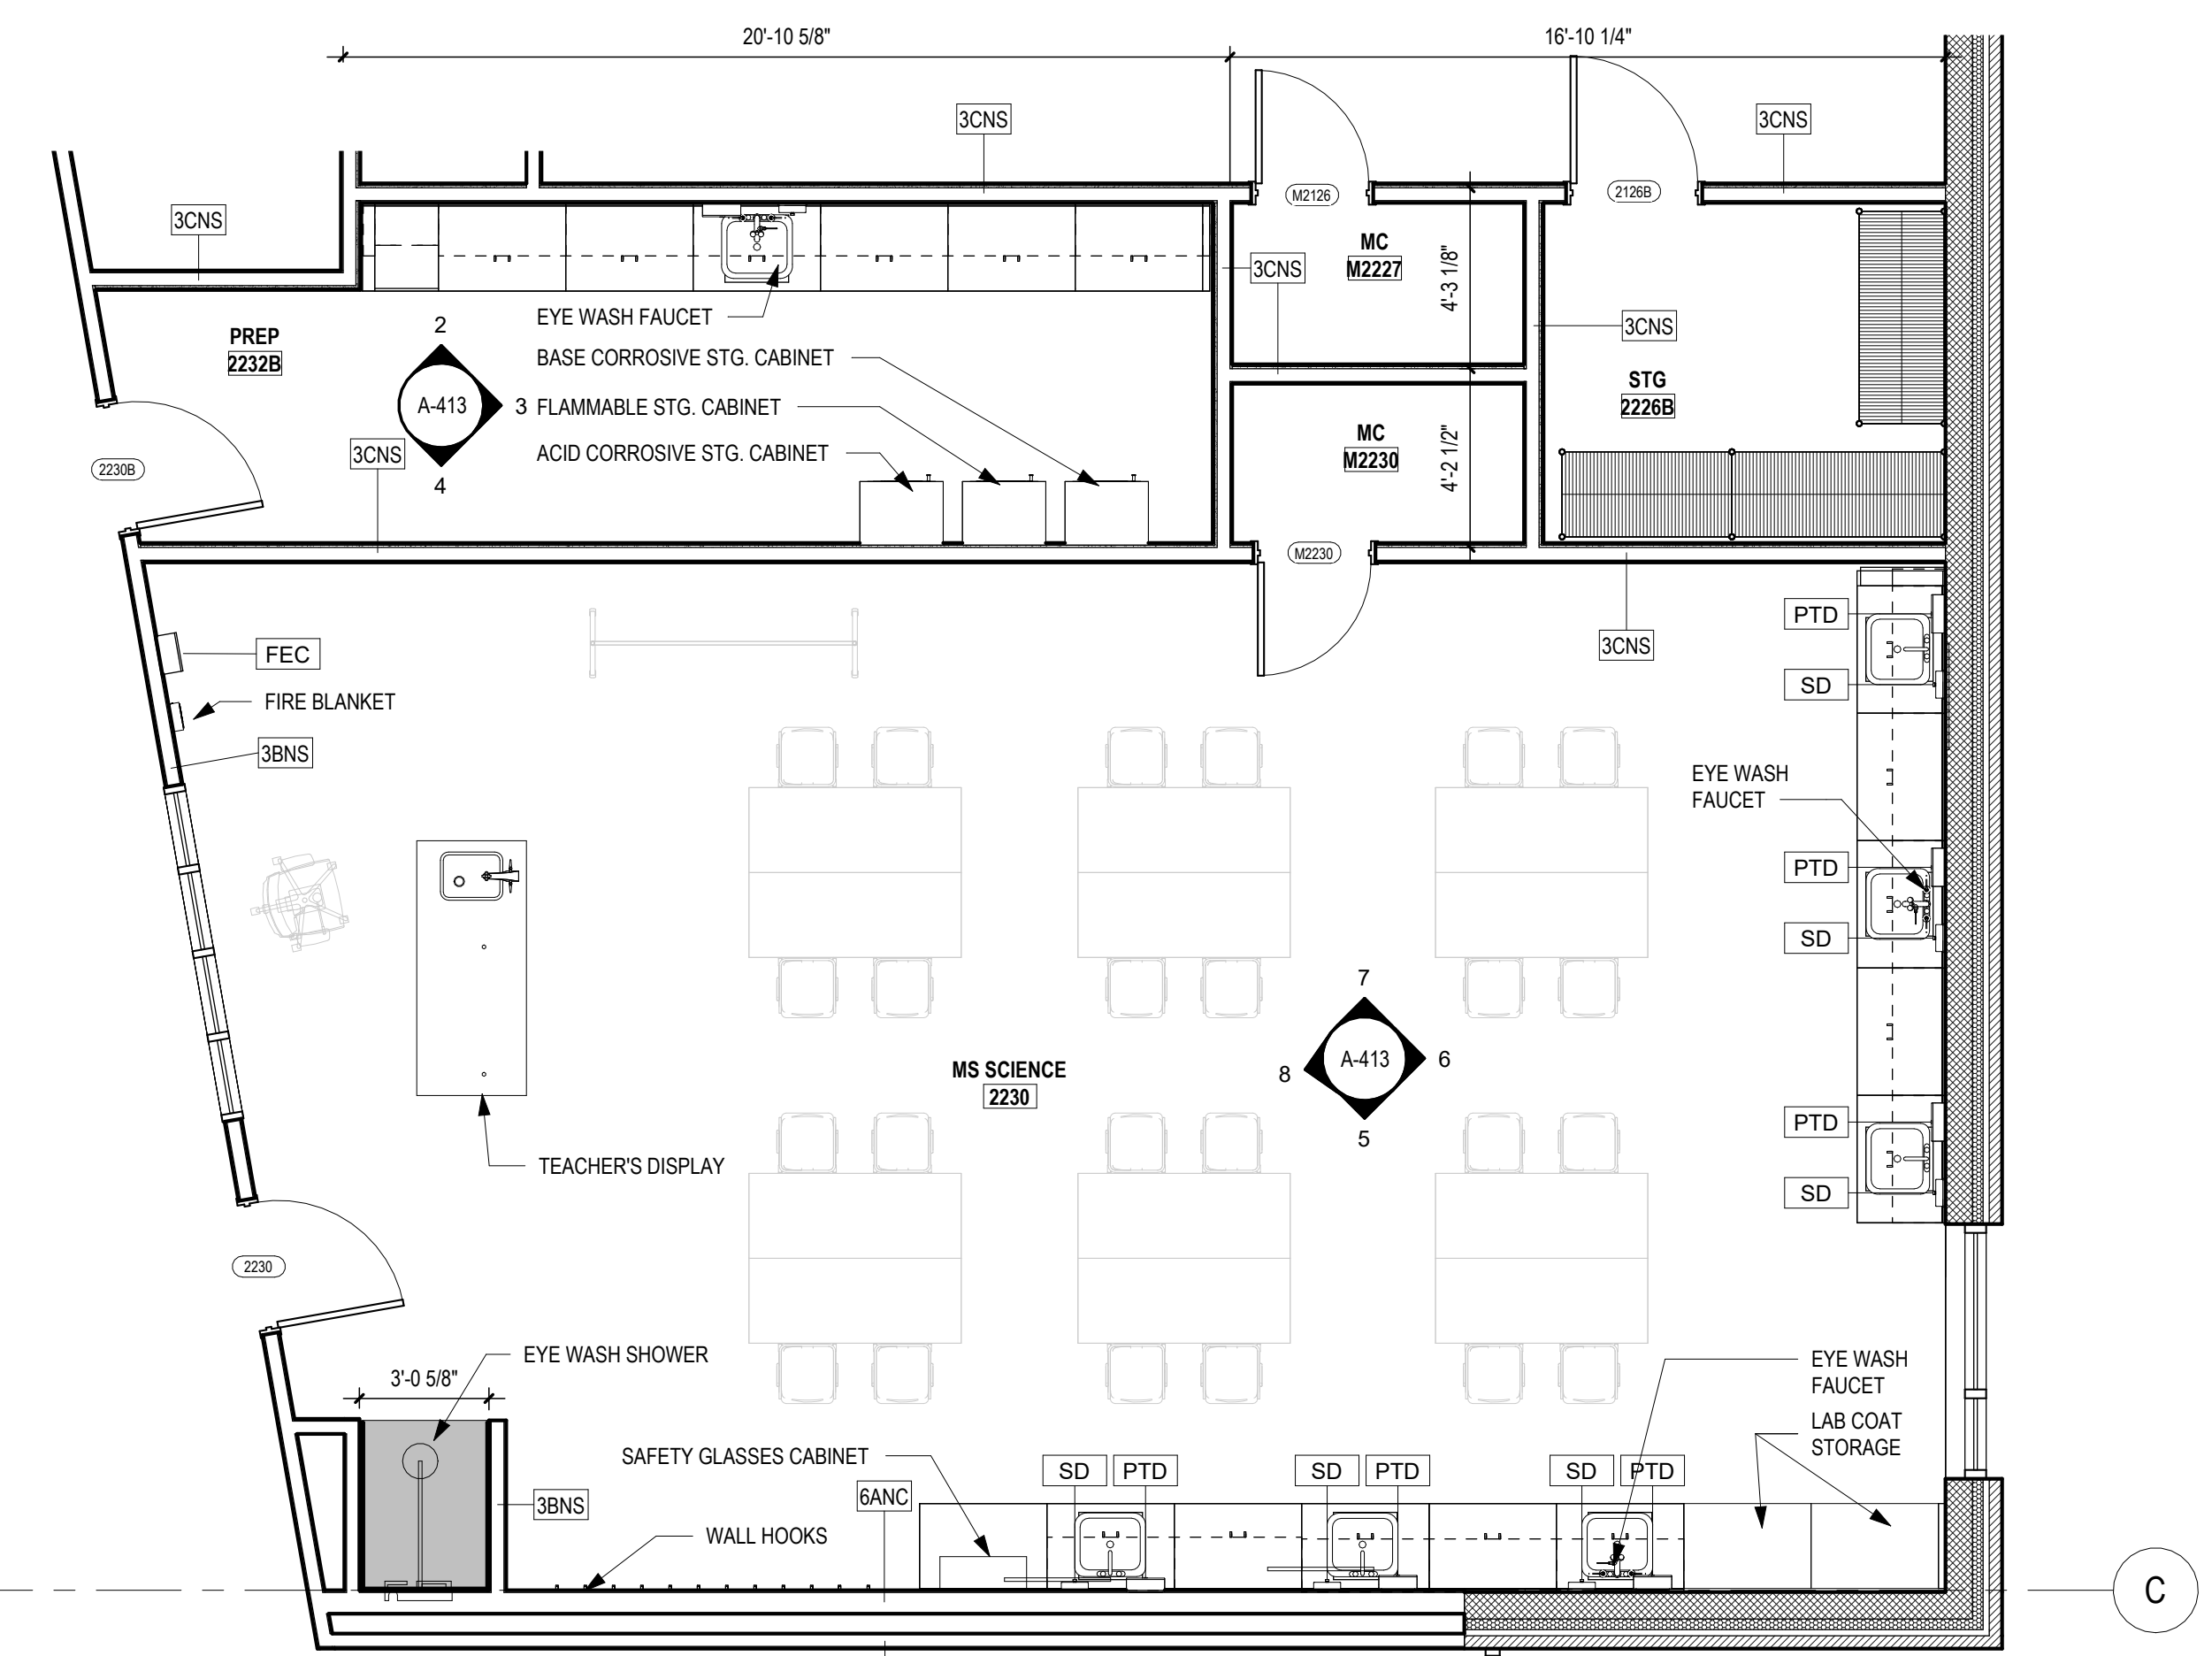 20'-10 5/8"
16'-10 1/4"
3CNS
3CNS
3CNS
M2126
2126B
MC
M2227
4'-3 1/8"
3CNS
EYE WASH FAUCET
PREP
2232B
2
A-413
3
4
BASE CORROSIVE STG. CABINET
FLAMMABLE STG. CABINET
ACID CORROSIVE STG. CABINET
3CNS
STG
2226B
MC
M2230
4'-2 1/2"
2230B
3CNS
M2230
3CNS
PTD
SD
FEC
FIRE BLANKET
3BNS
EYE WASH
FAUCET
PTD
SD
7
A-413
6
8
5
MS SCIENCE
2230
PTD
SD
TEACHER'S DISPLAY
2230
EYE WASH SHOWER
3'-0 5/8"
EYE WASH
FAUCET
LAB COAT
STORAGE
SAFETY GLASSES CABINET
SD
PTD
SD
PTD
SD
PTD
6ANC
3BNS
WALL HOOKS
C